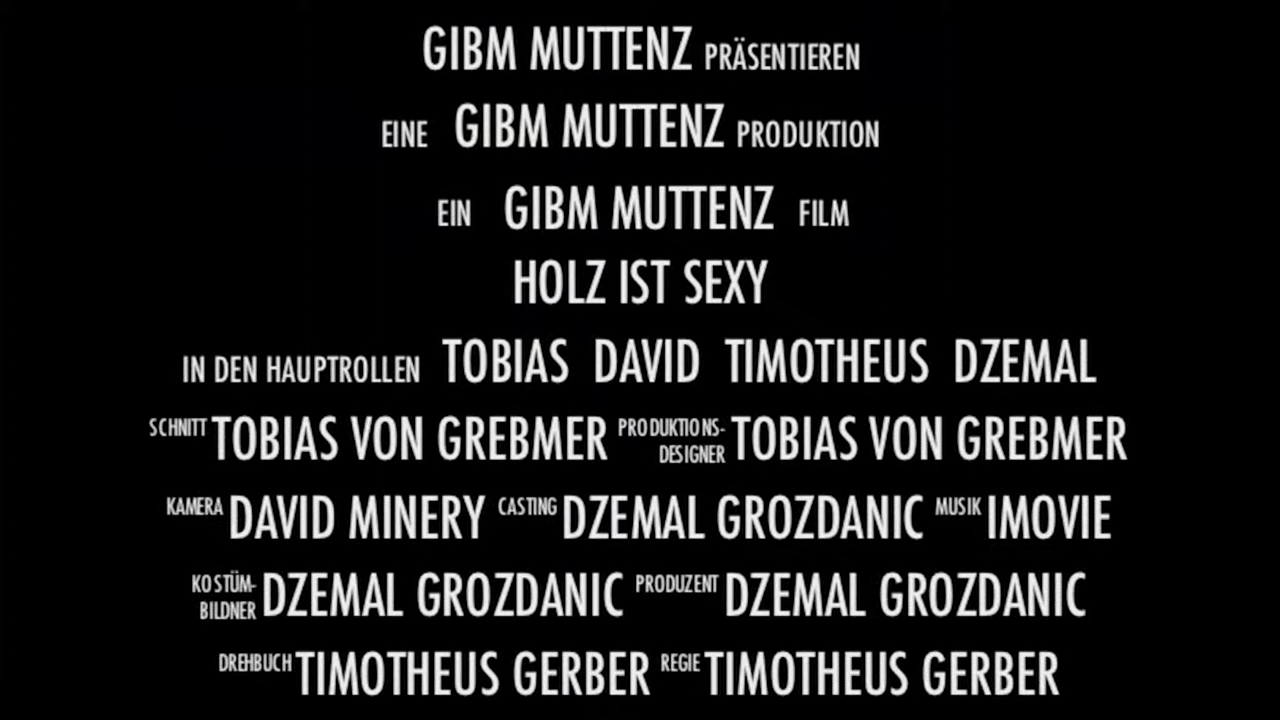 GIBM MUTTENZ PRÄSENTIEREN
EINE GIBM MUTTENZ PRODUKTION
EIN GIBM MUTTENZ FILM
HOLZ IST SEXY
IN DEN HAUPTROLLEN TOBIAS DAVID TIMOTHEUS DZEMAL
SCHNITT TOBIAS VON GREBMER PRODUKTIONS-DESIGNER TOBIAS VON GREBMER
KAMERA DAVID MINERY CASTING DZEMAL GROZDANIC MUSIK IMOVIE
KOSTÜM-BILDNER DZEMAL GROZDANIC PRODUZENT DZEMAL GROZDANIC
DREHBUCH TIMOTHEUS GERBER REGIE TIMOTHEUS GERBER